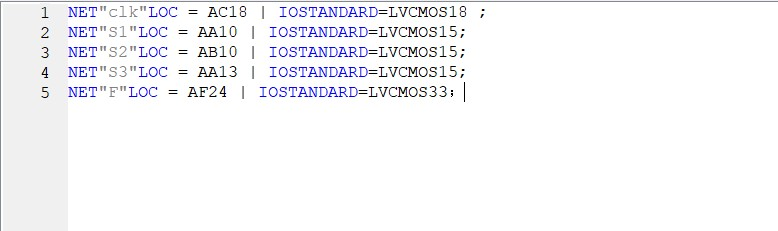 1 NET"clk"LOC = AC18 | IOSTANDARD=LVCMOS18 ;
2 NET"S1"LOC = AA10 | IOSTANDARD=LVCMOS15;
3 NET"S2"LOC = AB10 | IOSTANDARD=LVCMOS15;
4 NET"S3"LOC = AA13 | IOSTANDARD=LVCMOS15;
5 NET"F"LOC = AF24 | IOSTANDARD=LVCMOS33；